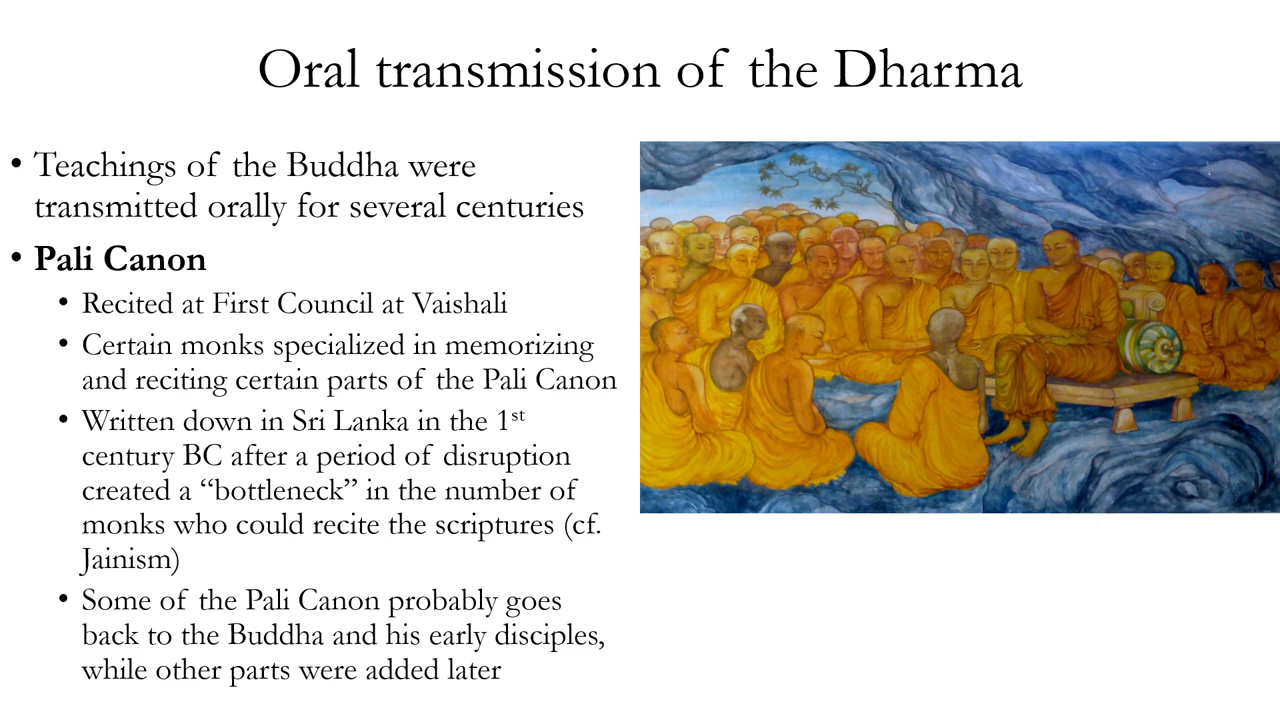 Oral transmission of the Dharma
• Teachings of the Buddha were
transmitted orally for several centuries
• Pali Canon
• Recited at First Council at Vaishali
• Certain monks specialized in memorizing
and reciting certain parts of the Pali Canon
• Written down in Sri Lanka in the 1st
century BC after a period of disruption
created a “bottleneck” in the number of
monks who could recite the scriptures (cf.
Jainism)
• Some of the Pali Canon probably goes
back to the Buddha and his early disciples,
while other parts were added later